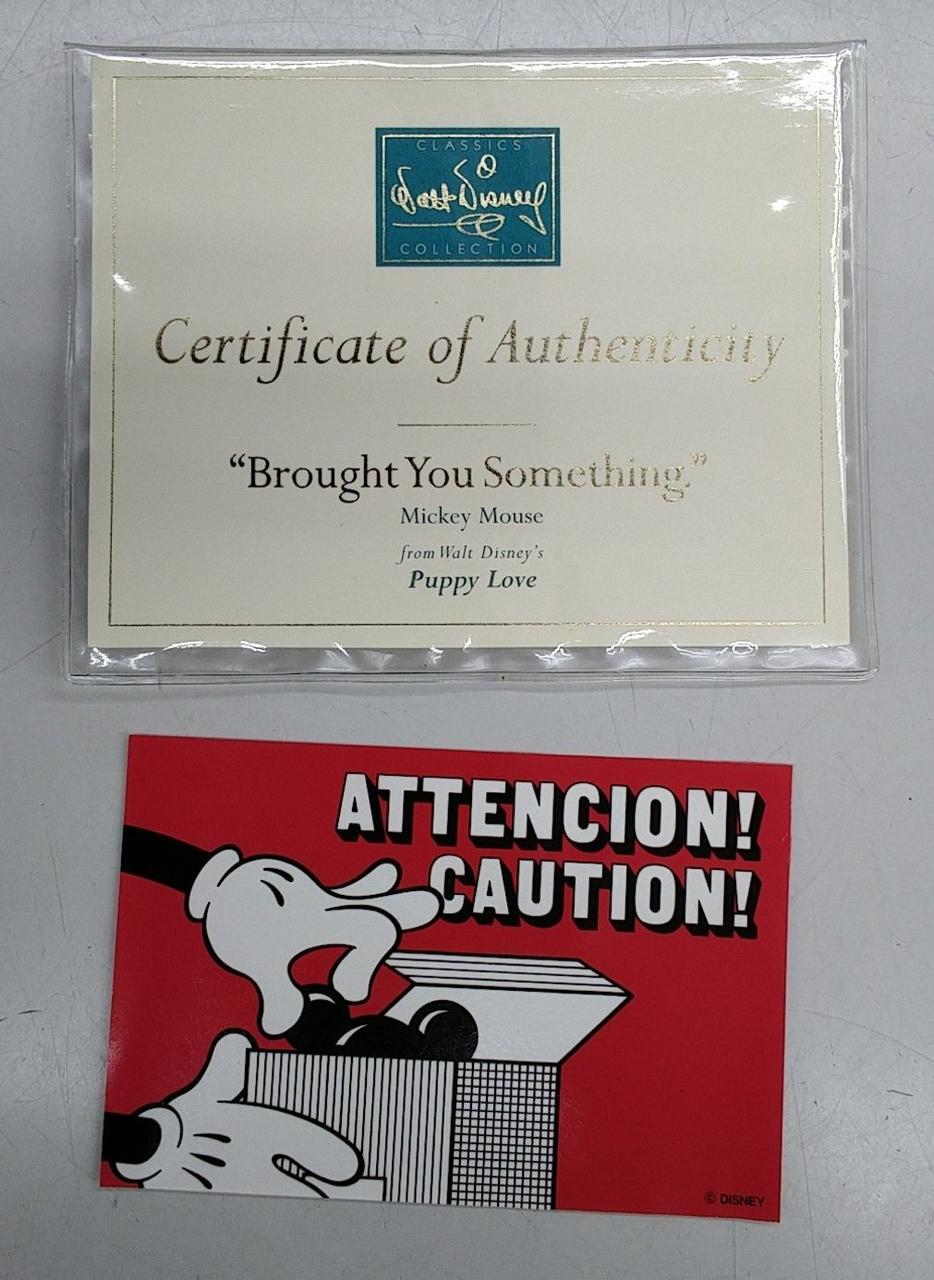 CLASSICS
Walt Disney
COLLECTION
Certificate of Authenticity
“Brought You Something.”
Mickey Mouse
from Walt Disney's
Puppy Love
ATTENCION!
CAUTION!
© DISNEY